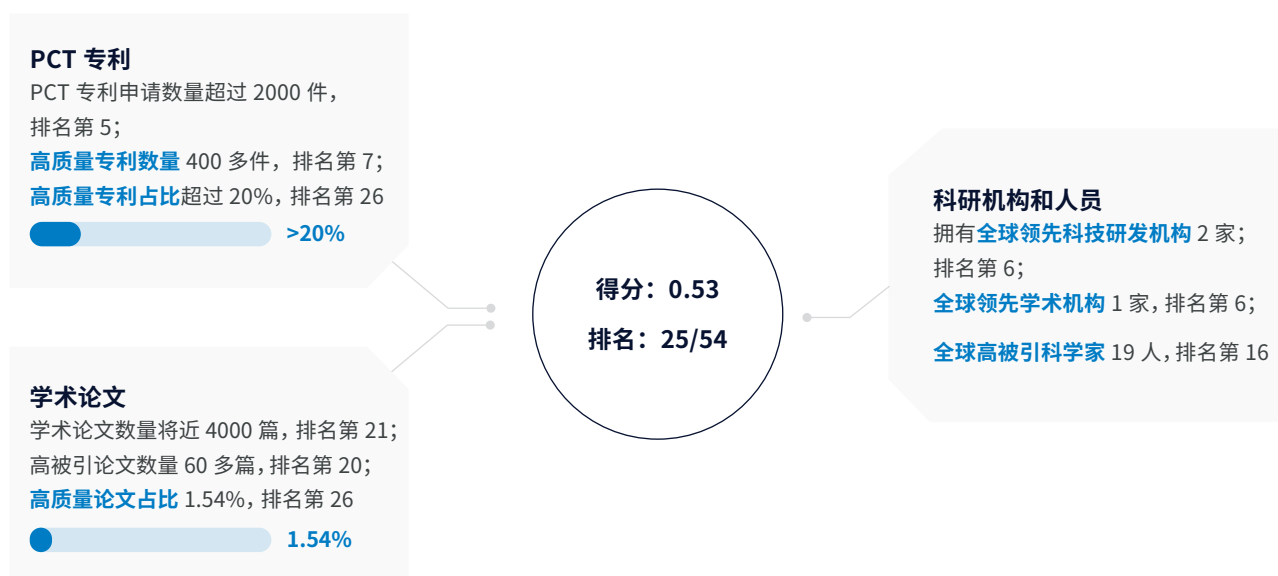 PCT 专利
PCT 专利申请数量超过 2000 件，
排名第 5；
高质量专利数量 400 多件，排名第 7；
高质量专利占比超过 20%，排名第 26
>20%
学术论文
学术论文数量将近 4000 篇，排名第 21；
高被引论文数量 60 多篇，排名第 20；
高质量论文占比 1.54%，排名第 26
1.54%
得分：0.53
排名：25/54
科研机构和人员
拥有全球领先科技研发机构 2 家；
排名第 6；
全球领先学术机构 1 家，排名第 6；
全球高被引科学家 19 人，排名第 16